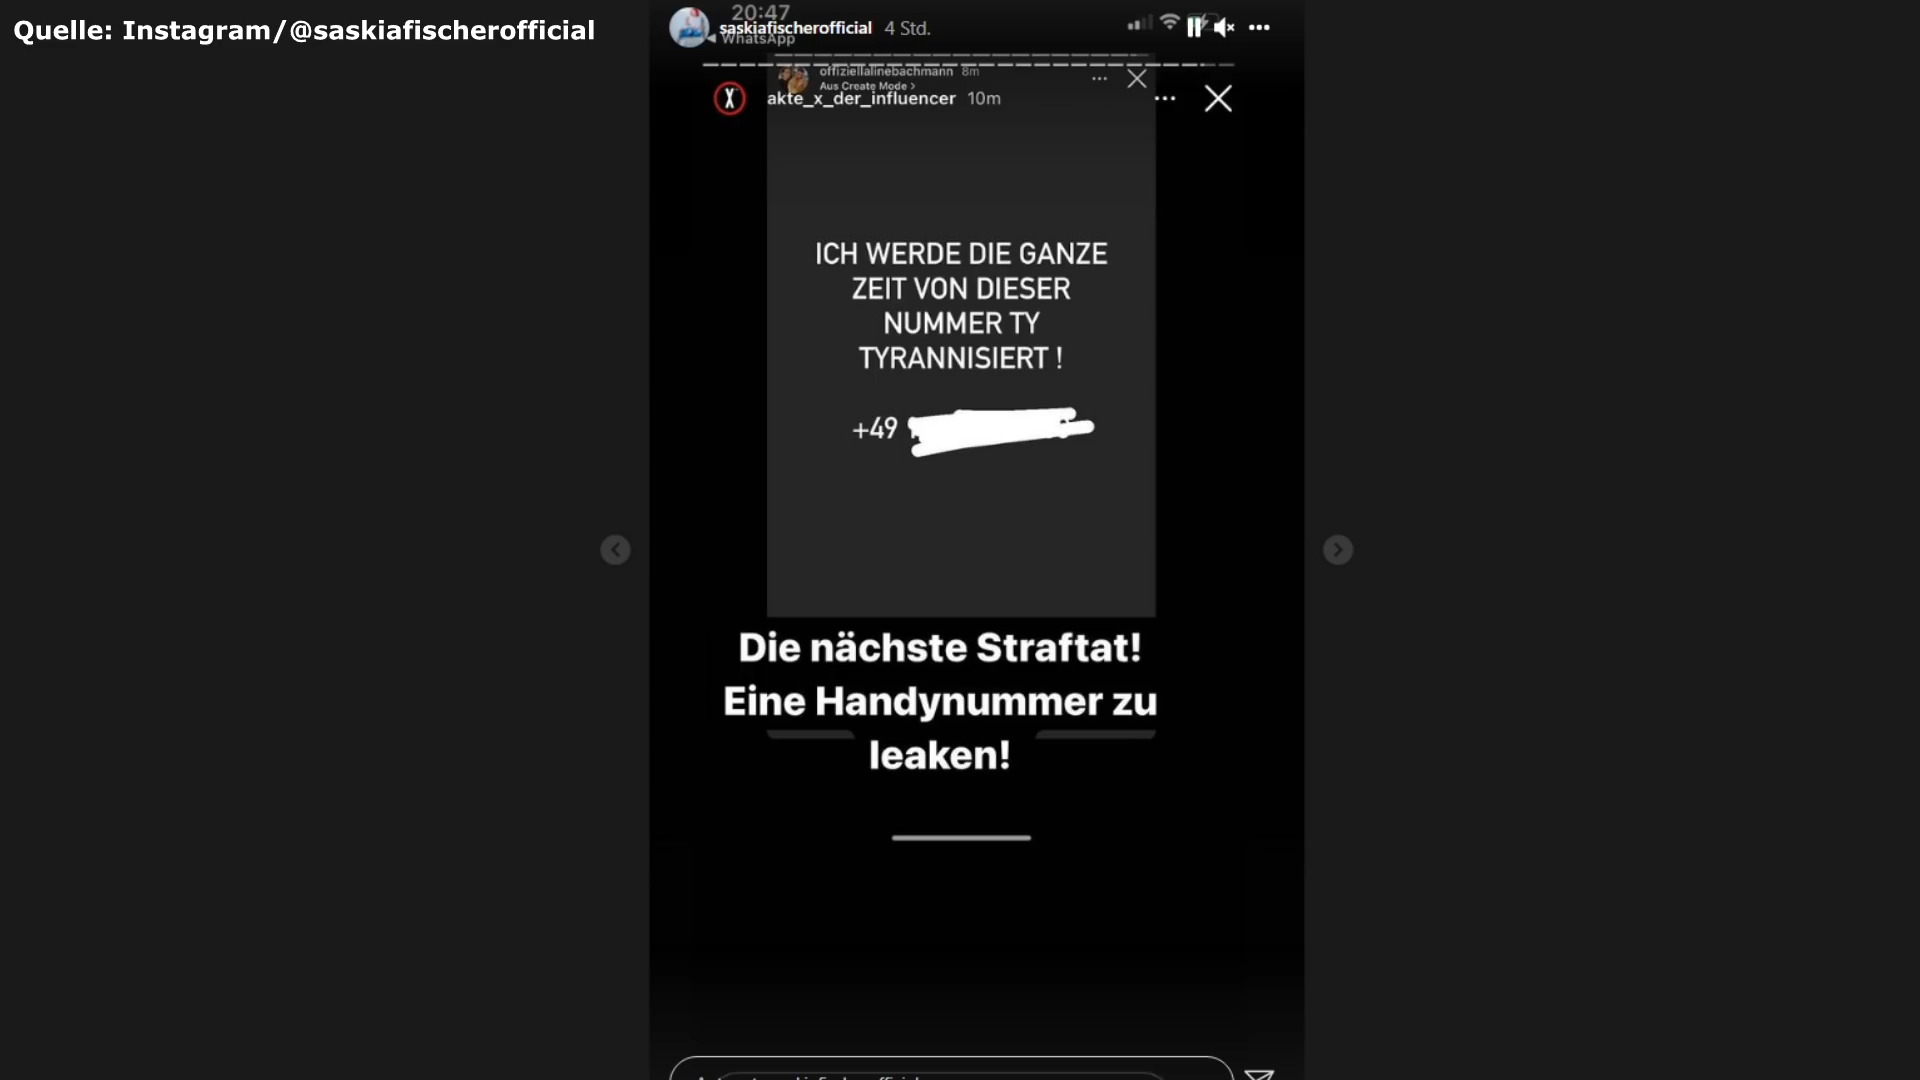 Quelle: Instagram/@saskiafischerofficial
20:47
saskiafischerofficial 4 Std.
WhatsApp
offiziellalinebachmann 8m
Aus Create Mode >
akte_x_der_influencer 10m
ICH WERDE DIE GANZE
ZEIT VON DIESER
NUMMER TY
TYRANNISIERT !
+49
Die nächste Straftat!
Eine Handynummer zu
leaken!